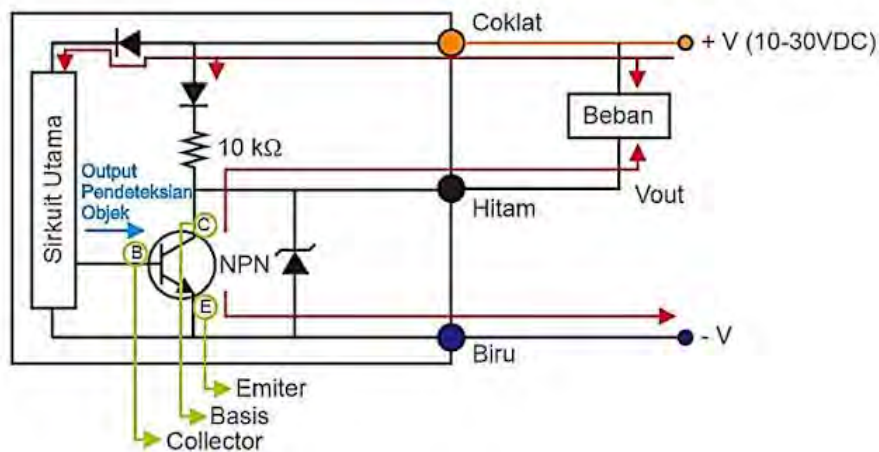 Coklat
+ V (10-30VDC)
Beban
10 kΩ
Sirkuit Utama
Output
Pendeteksian
Objek
Vout
Hitam
C
B
NPN
E
- V
Biru
Emiter
Basis
Collector